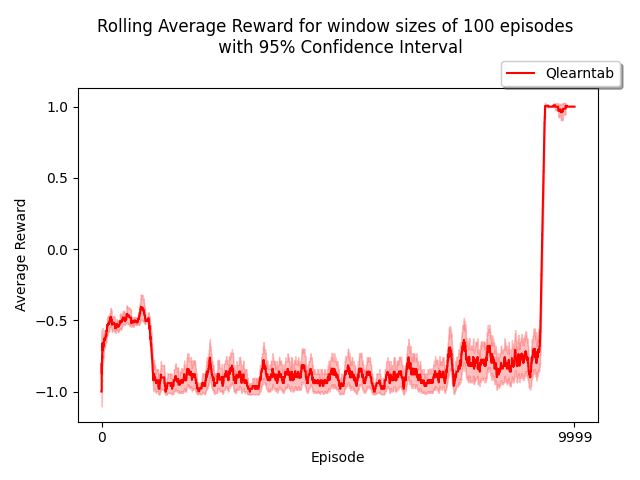 Rolling Average Reward for window sizes of 100 episodes
with 95% Confidence Interval
Qlearntab
1.0
0.5
0.0
−0.5
−1.0
Average Reward
0
9999
Episode